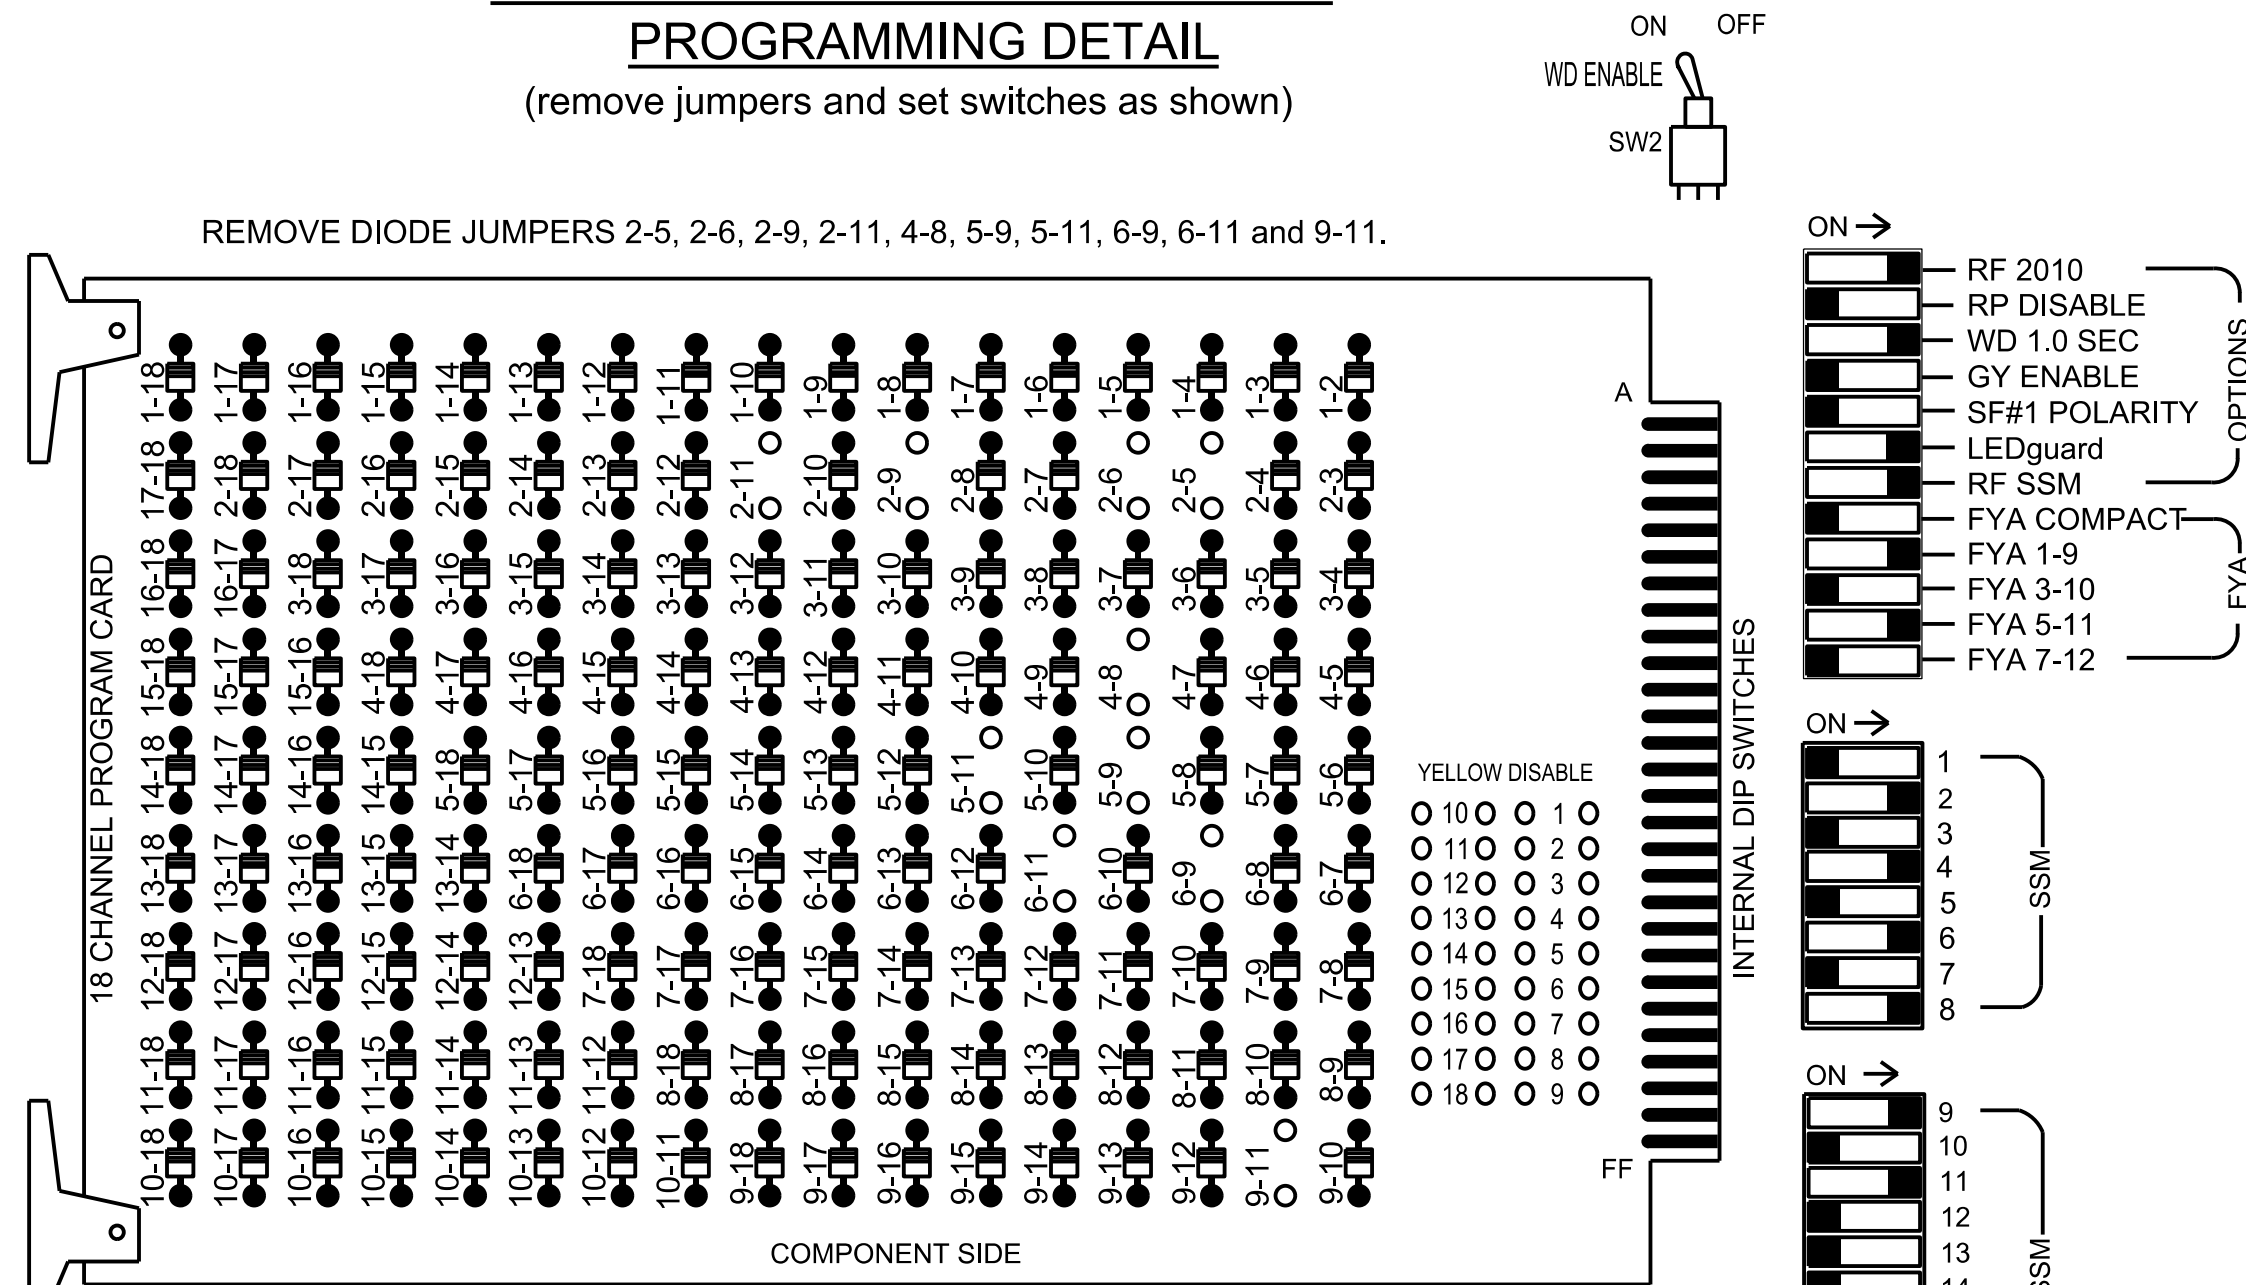 PROGRAMMING DETAIL
(remove jumpers and set switches as shown)
ON OFF
WD ENABLE
SW2
REMOVE DIODE JUMPERS 2-5, 2-6, 2-9, 2-11, 4-8, 5-9, 5-11, 6-9, 6-11 and 9-11.
18 CHANNEL PROGRAM CARD
1-18 1-17 1-16 1-15 1-14 1-13 1-12 1-11 1-10 1-9 1-8 1-7 1-6 1-5 1-4 1-3 1-2
17-18 2-18 2-17 2-16 2-15 2-14 2-13 2-12 2-11 2-10 2-9 2-8 2-7 2-6 2-5 2-4 2-3
16-18 16-17 3-18 3-17 3-16 3-15 3-14 3-13 3-12 3-11 3-10 3-9 3-8 3-7 3-6 3-5 3-4
15-18 15-17 15-16 4-18 4-17 4-16 4-15 4-14 4-13 4-12 4-11 4-10 4-9 4-8 4-7 4-6 4-5
14-18 14-17 14-16 14-15 5-18 5-17 5-16 5-15 5-14 5-13 5-12 5-11 5-10 5-9 5-8 5-7 5-6
13-18 13-17 13-16 13-15 13-14 6-18 6-17 6-16 6-15 6-14 6-13 6-12 6-11 6-10 6-9 6-8 6-7
12-18 12-17 12-16 12-15 12-14 12-13 7-18 7-17 7-16 7-15 7-14 7-13 7-12 7-11 7-10 7-9 7-8
11-18 11-17 11-16 11-15 11-14 11-13 11-12 8-18 8-17 8-16 8-15 8-14 8-13 8-12 8-11 8-10 8-9
10-18 10-17 10-16 10-15 10-14 10-13 10-12 10-11 9-18 9-17 9-16 9-15 9-14 9-13 9-12 9-11 9-10
COMPONENT SIDE
YELLOW DISABLE
10 1
11 2
12 3
13 4
14 5
15 6
16 7
17 8
18 9
A
FF
INTERNAL DIP SWITCHES
ON →
RF 2010
RP DISABLE
WD 1.0 SEC
GY ENABLE
SF#1 POLARITY
LEDguard
RF SSM
OPTIONS
FYA COMPACT
FYA 1-9
FYA 3-10
FYA 5-11
FYA 7-12
FYA
ON →
1
2
3
4
5
6
7
8
SSM
ON →
9
10
11
12
13
14
SSM